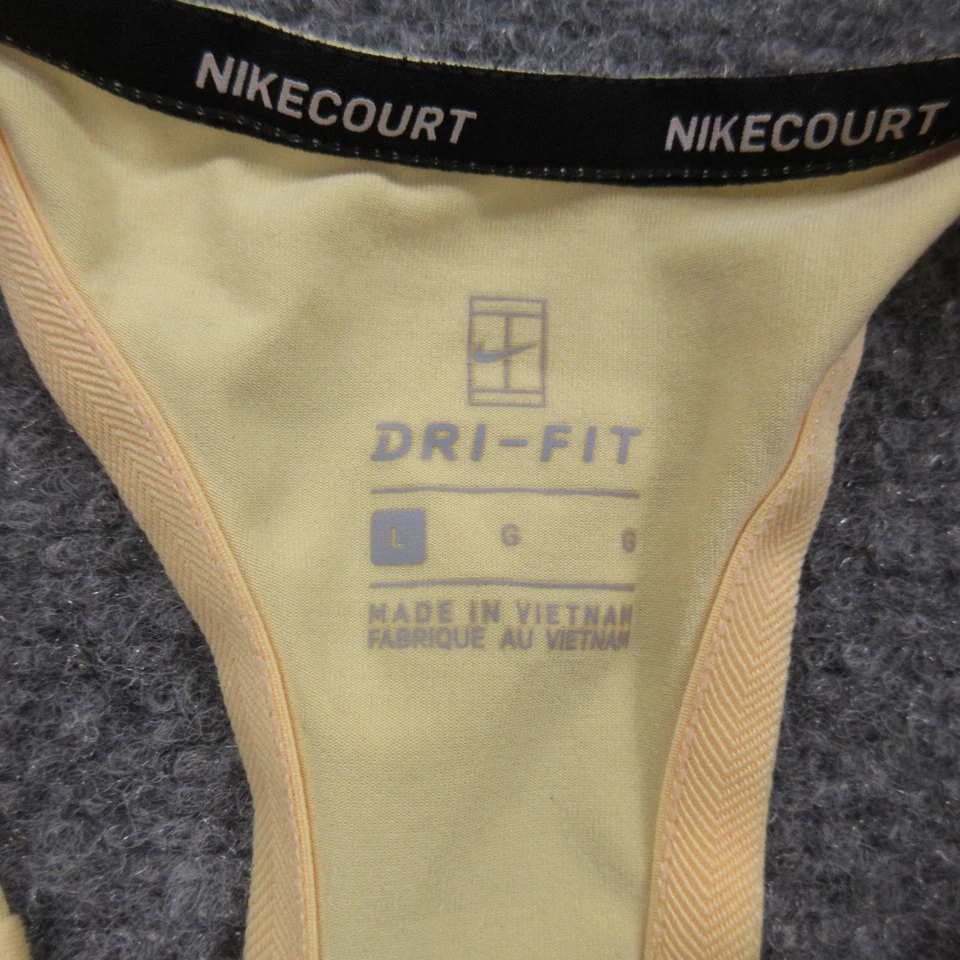 NIKECOURT NIKECOURT
DRI-FIT
L G G
MADE IN VIETNAM
FABRIQUE AU VIETNAM